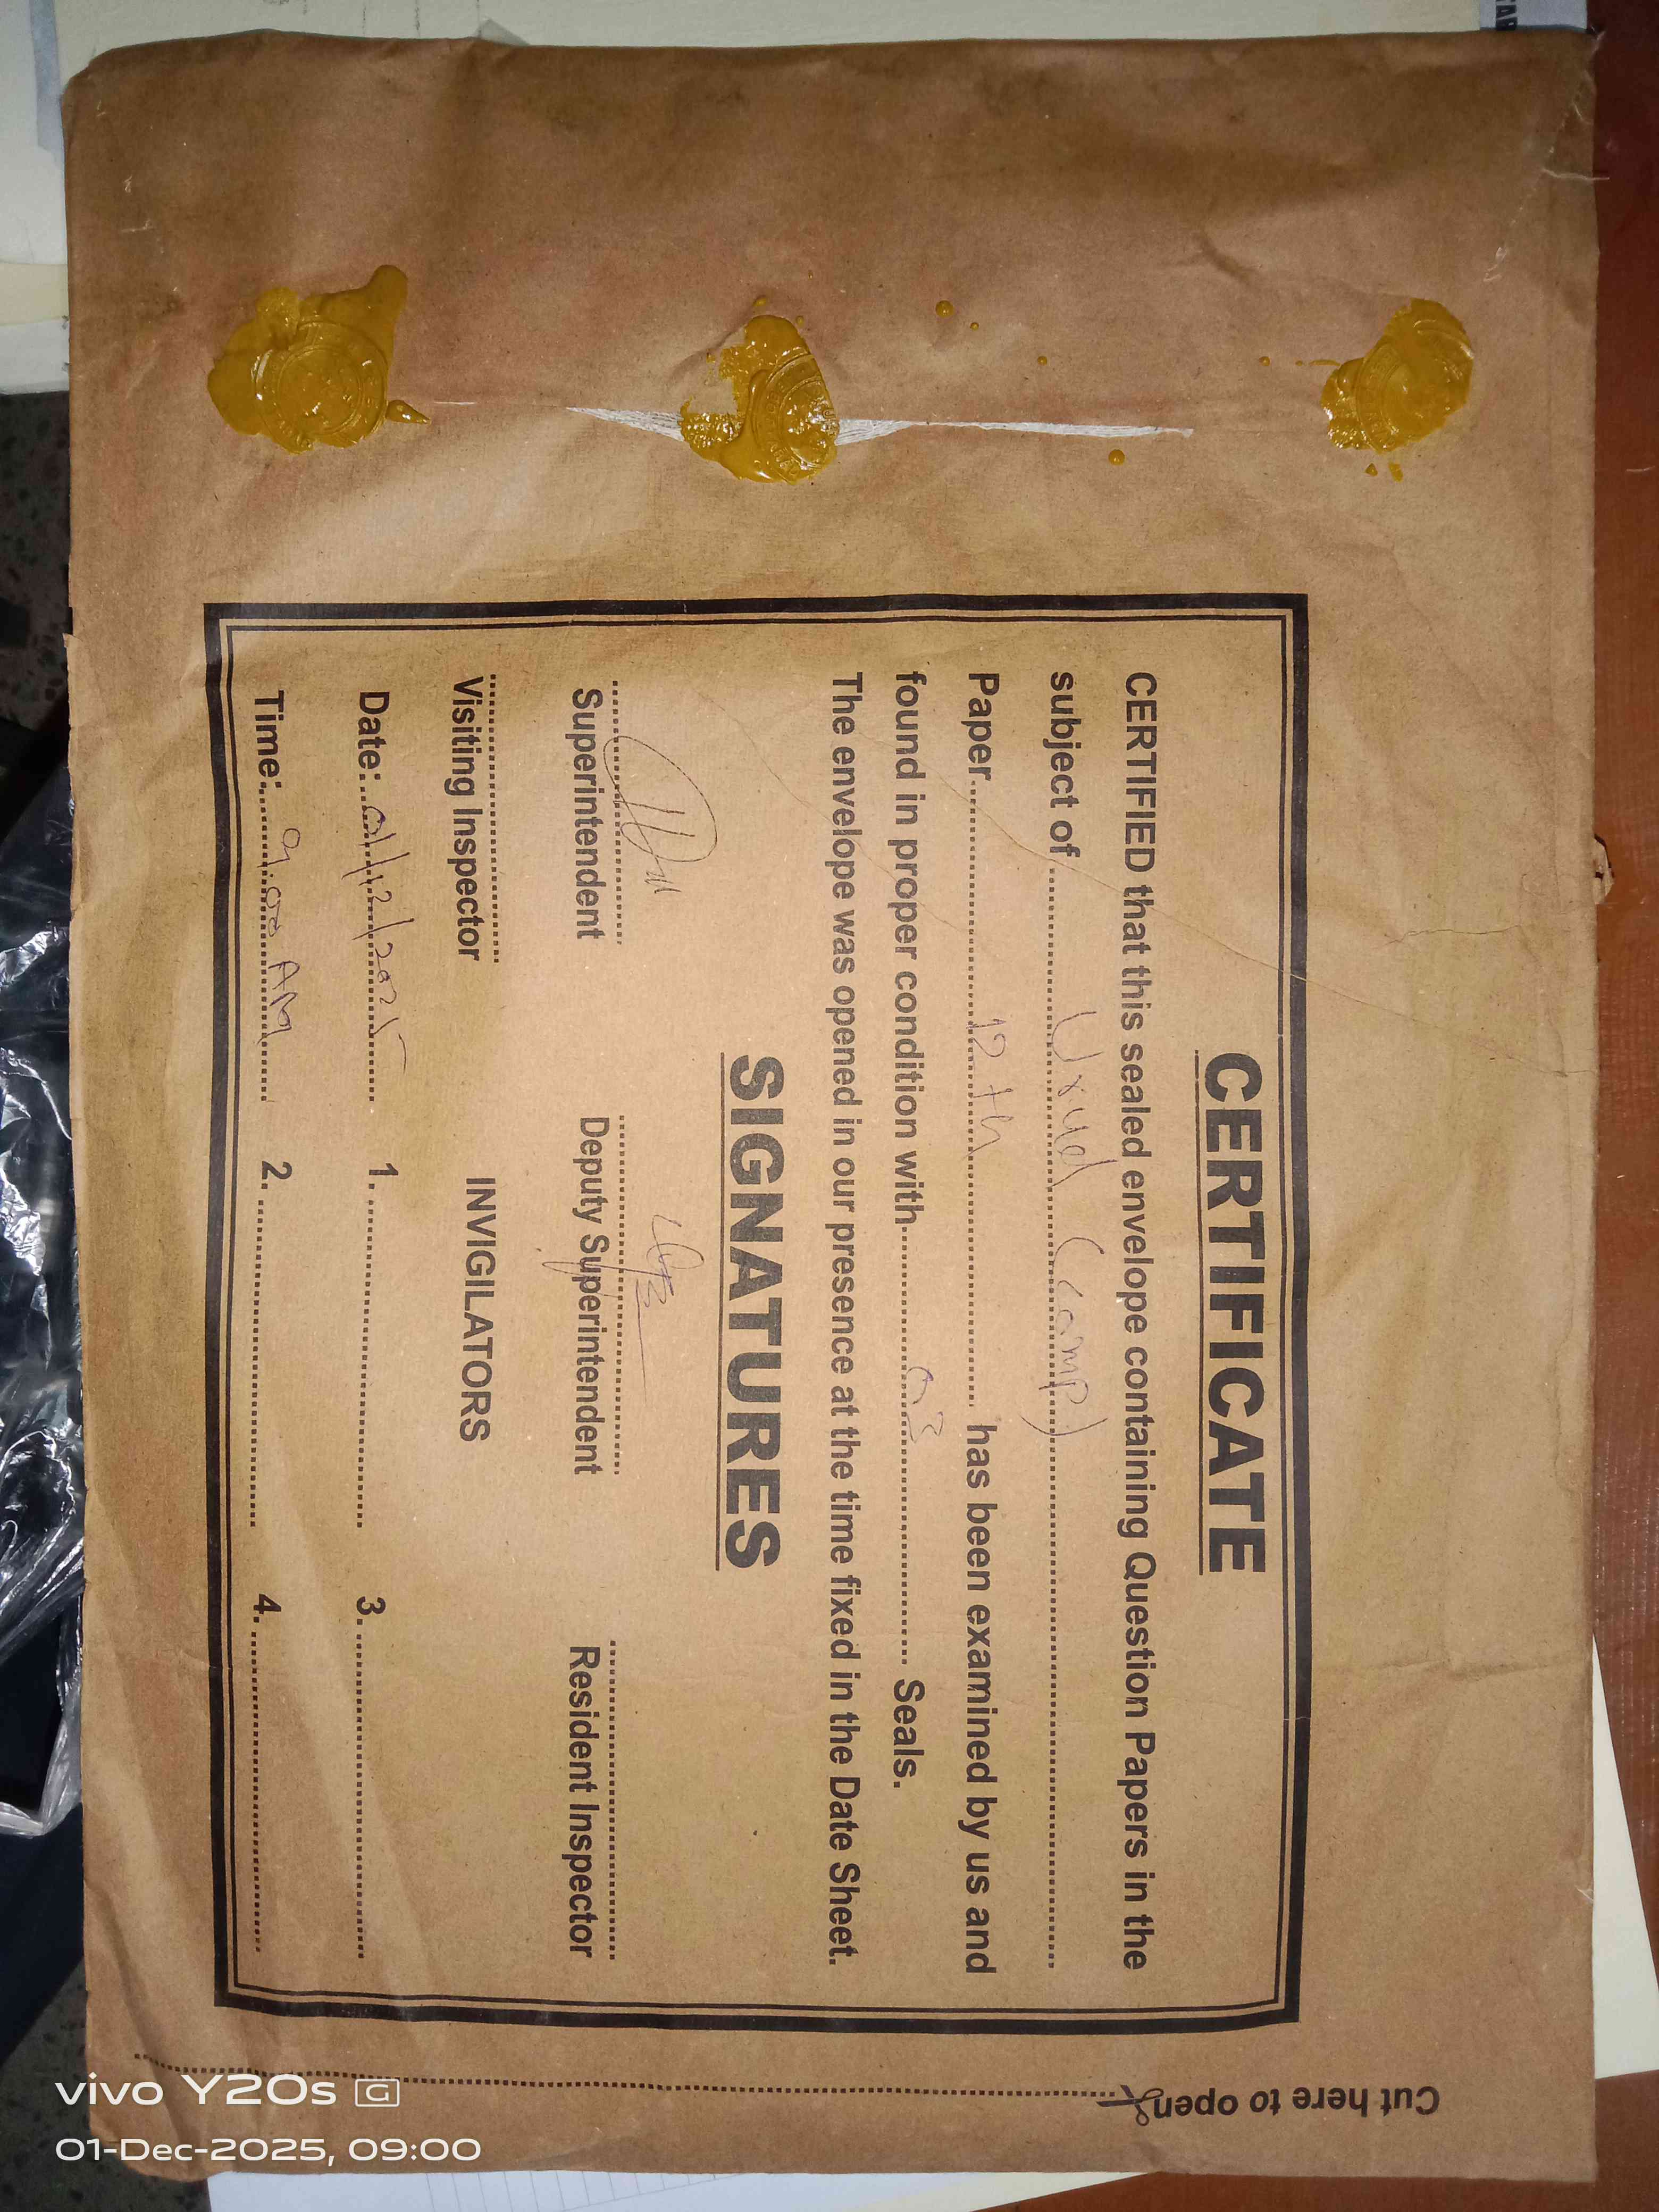 CERTIFICATE
CERTIFIED that this sealed envelope containing Question Papers in the
subject of Urdu (Comp)
Paper 12th has been examined by us and
found in proper condition with 03 Seals.
The envelope was opened in our presence at the time fixed in the Date Sheet.
SIGNATURES
Superintendent Deputy Superintendent Resident Inspector
Visiting Inspector INVIGILATORS
Date: 01/12/2025 1. 3.
Time: 9:00 AM 2. 4.
Cut here to open
vivo Y20s G
01-Dec-2025, 09:00